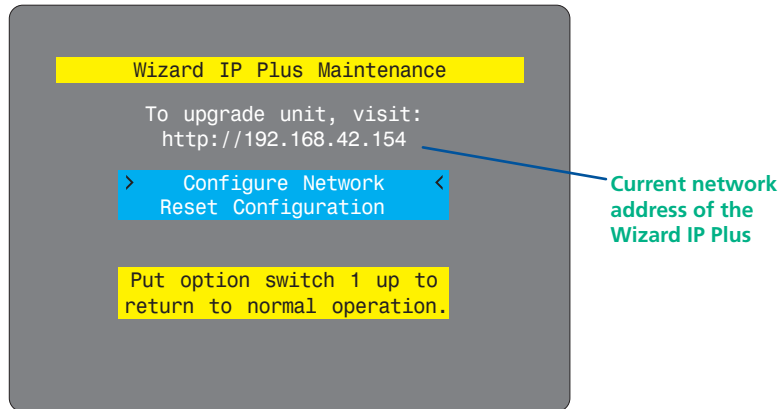 Wizard IP Plus Maintenance
To upgrade unit, visit:
http://192.168.42.154
> Configure Network <
Reset Configuration
Put option switch 1 up to
return to normal operation.
Current network
address of the
Wizard IP Plus